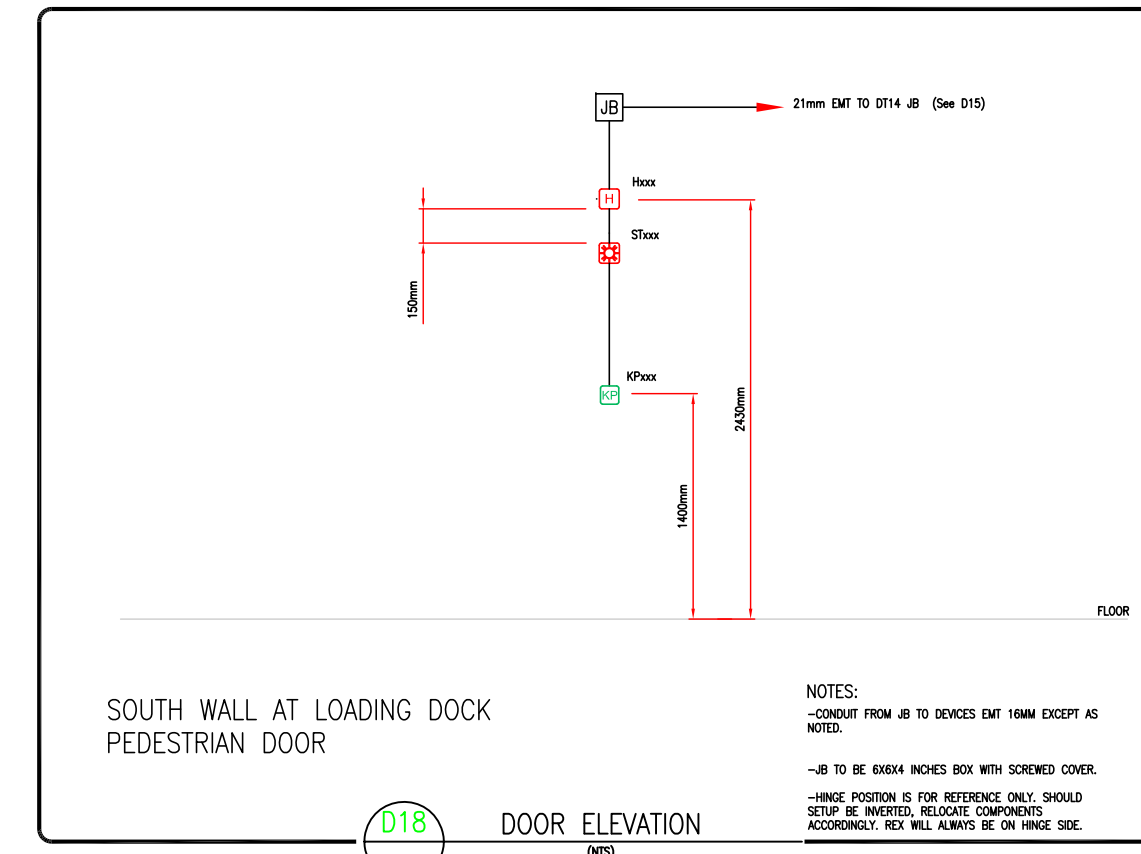 JB
21mm EMT TO DT14 JB (See D15)
Hxxx
H
STxxx
150mm
KPxxx
KP
2430mm
1400mm
FLOOR
SOUTH WALL AT LOADING DOCK
PEDESTRIAN DOOR
NOTES:
-CONDUIT FROM JB TO DEVICES EMT 16MM EXCEPT AS
NOTED.
-JB TO BE 6X6X4 INCHES BOX WITH SCREWED COVER.
-HINGE POSITION IS FOR REFERENCE ONLY. SHOULD
SETUP BE INVERTED, RELOCATE COMPONENTS
ACCORDINGLY. REX WILL ALWAYS BE ON HINGE SIDE.
D18
DOOR ELEVATION
(NTS)